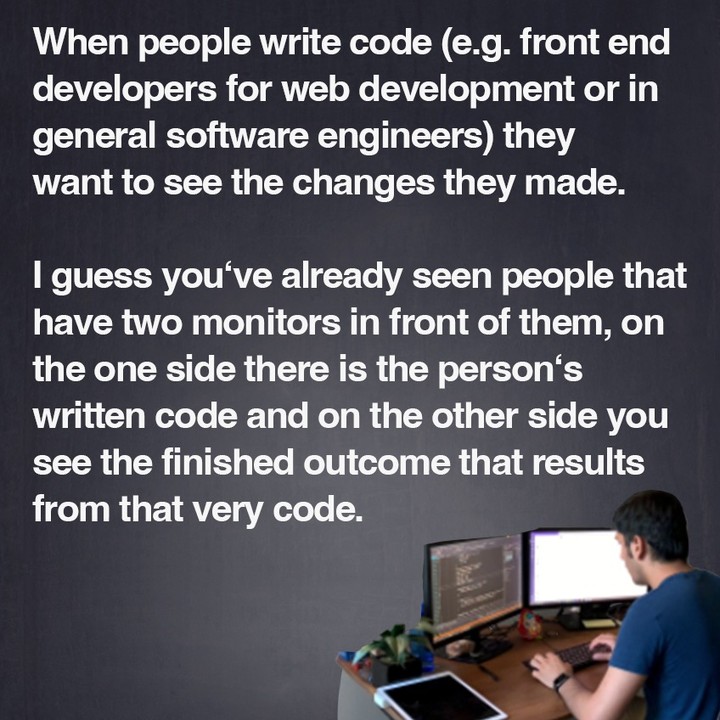 When people write code (e.g. front end
developers for web development or in
general software engineers) they
want to see the changes they made.
I guess you‘ve already seen people that
have two monitors in front of them, on
the one side there is the person‘s
written code and on the other side you
see the finished outcome that results
from that very code.